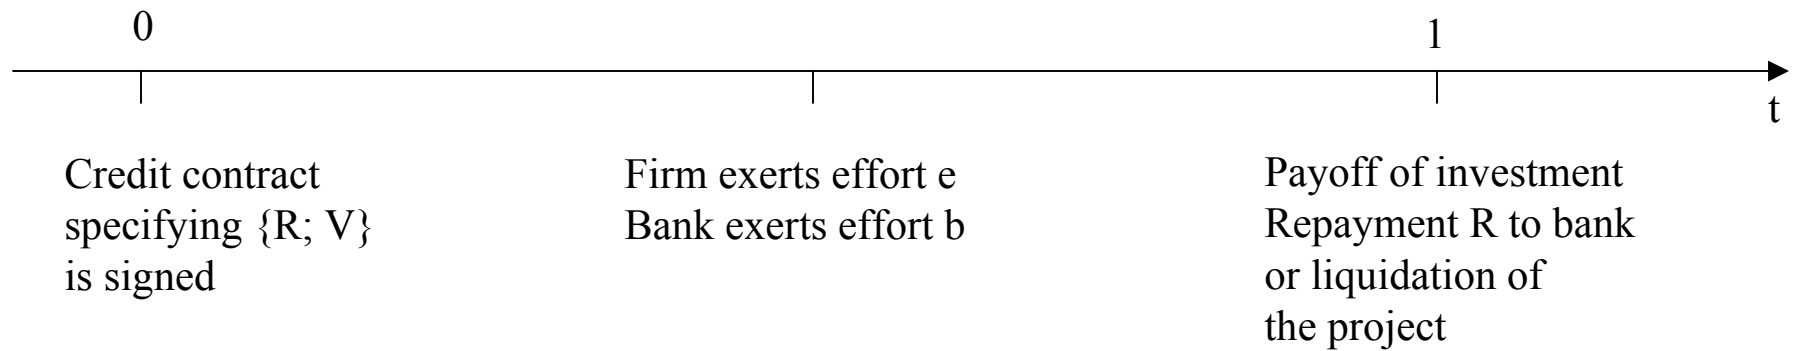 0
1
t
Credit contract
specifying {R; V}
is signed
Firm exerts effort e
Bank exerts effort b
Payoff of investment
Repayment R to bank
or liquidation of
the project